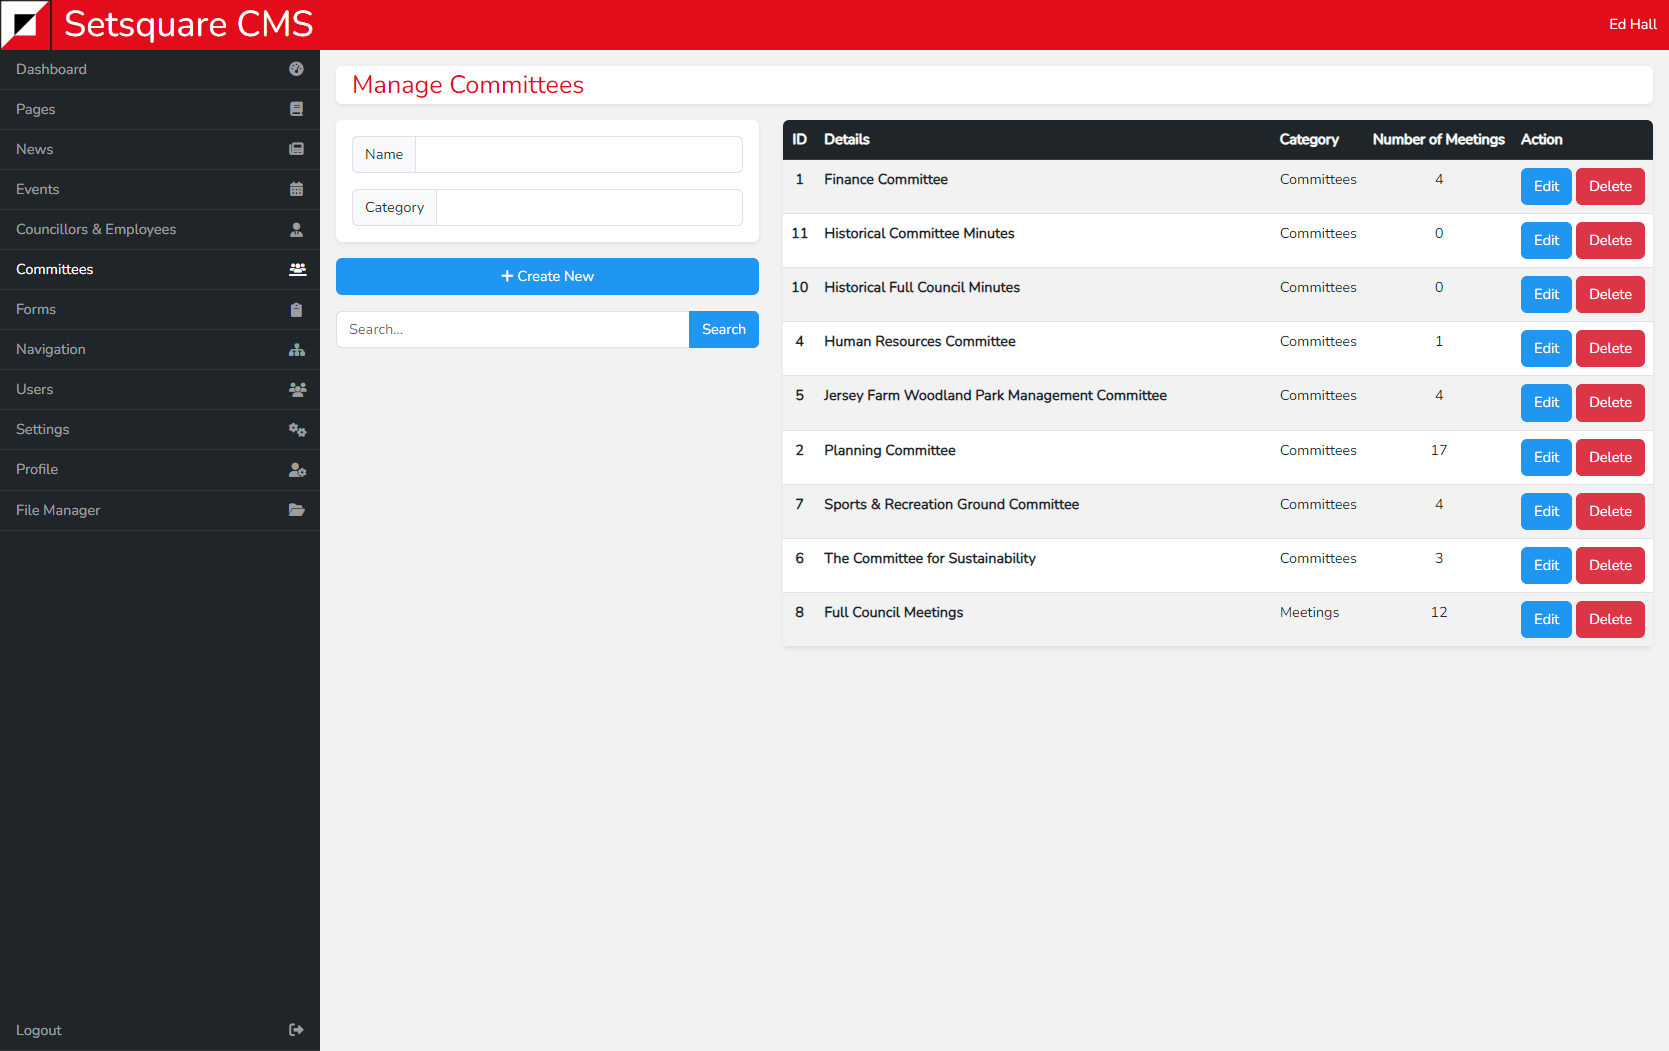 Setsquare CMS
Ed Hall
Dashboard
Pages
News
Events
Councillors & Employees
Committees
Forms
Navigation
Users
Settings
Profile
File Manager
Logout
Manage Committees
Name
Category
+ Create New
Search... Search
ID Details Category Number of Meetings Action
1 Finance Committee Committees 4 Edit Delete
11 Historical Committee Minutes Committees 0 Edit Delete
10 Historical Full Council Minutes Committees 0 Edit Delete
4 Human Resources Committee Committees 1 Edit Delete
5 Jersey Farm Woodland Park Management Committee Committees 4 Edit Delete
2 Planning Committee Committees 17 Edit Delete
7 Sports & Recreation Ground Committee Committees 4 Edit Delete
6 The Committee for Sustainability Committees 3 Edit Delete
8 Full Council Meetings Meetings 12 Edit Delete